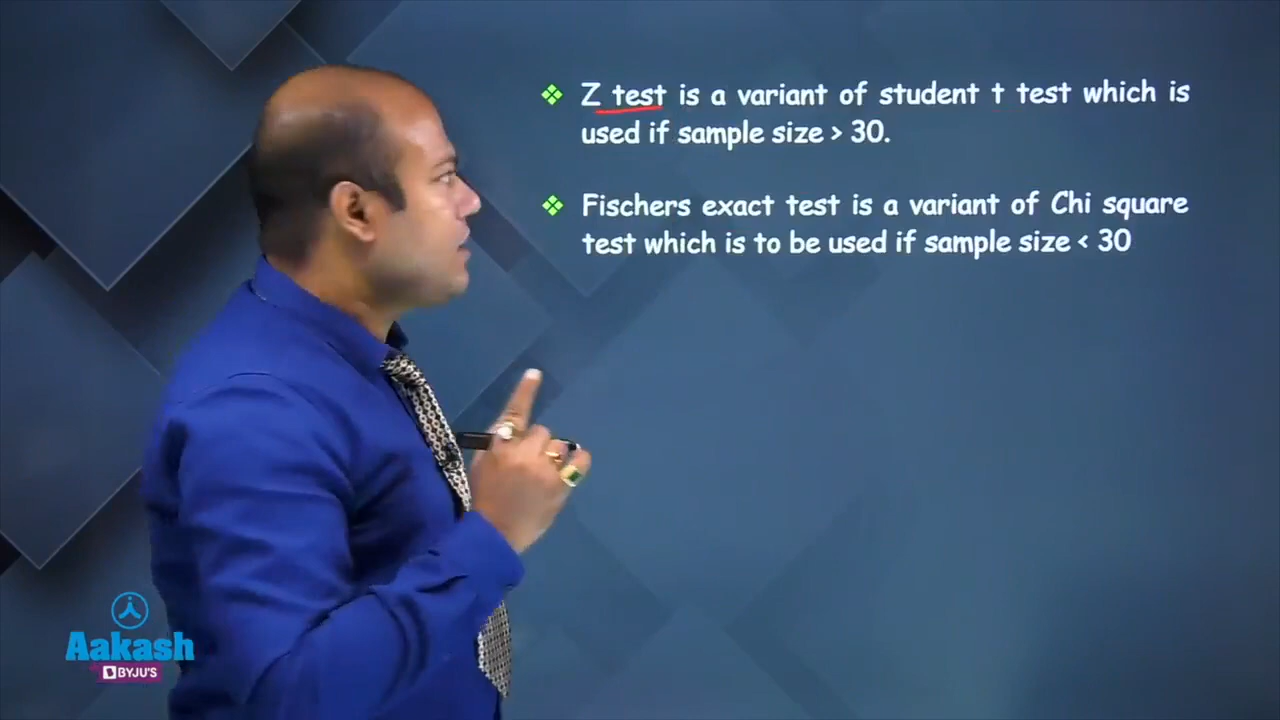 Z test is a variant of student t test which is
used if sample size > 30.
Fischers exact test is a variant of Chi square
test which is to be used if sample size < 30
Aakash
BYJU'S